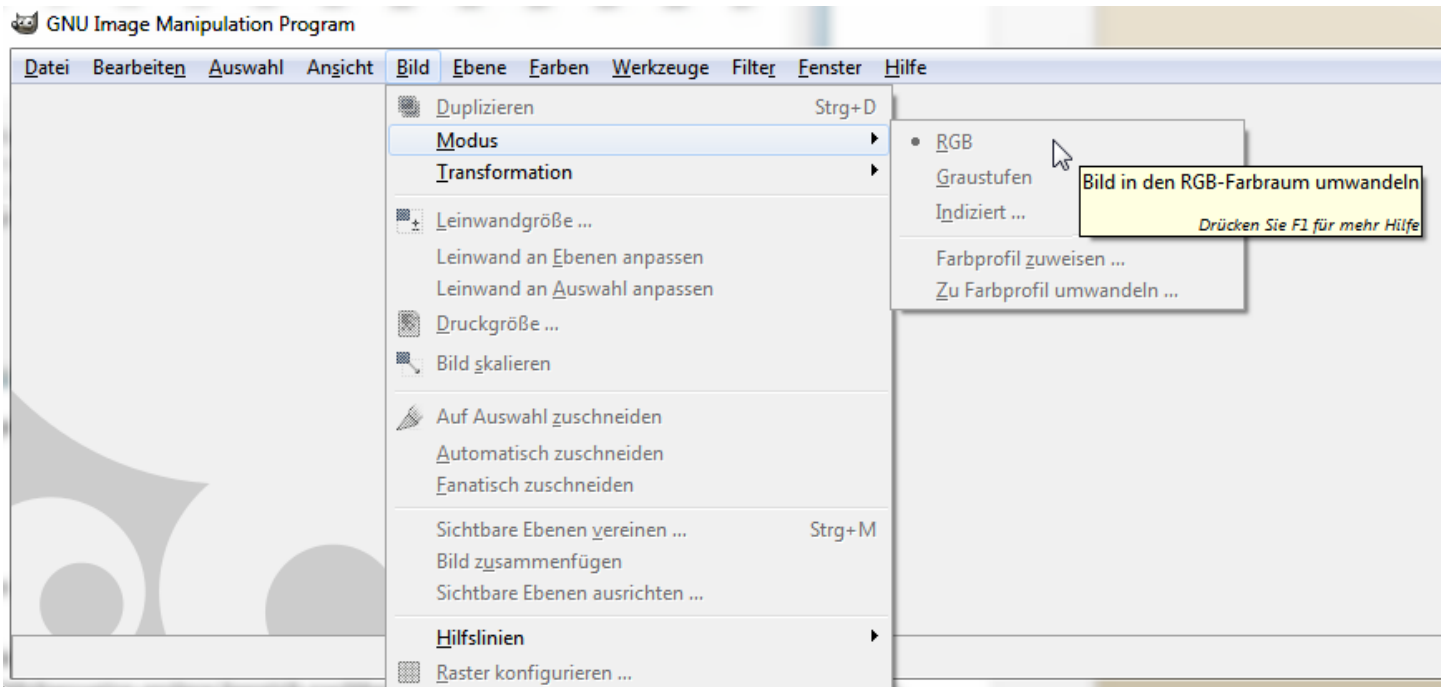 GNU Image Manipulation Program
Datei Bearbeiten Auswahl Ansicht Bild Ebene Farben Werkzeuge Filter Fenster Hilfe
Duplizieren Strg+D
Modus
Transformation
Leinwandgröße ...
Leinwand an Ebenen anpassen
Leinwand an Auswahl anpassen
Druckgröße ...
Bild skalieren
Auf Auswahl zuschneiden
Automatisch zuschneiden
Fanatisch zuschneiden
Sichtbare Ebenen vereinen ... Strg+M
Bild zusammenfügen
Sichtbare Ebenen ausrichten ...
Hilfslinien
Raster konfigurieren ...
RGB
Graustufen
Indiziert ...
Farbprofil zuweisen ...
Zu Farbprofil umwandeln ...
Bild in den RGB-Farbraum umwandeln
Drücken Sie F1 für mehr Hilfe